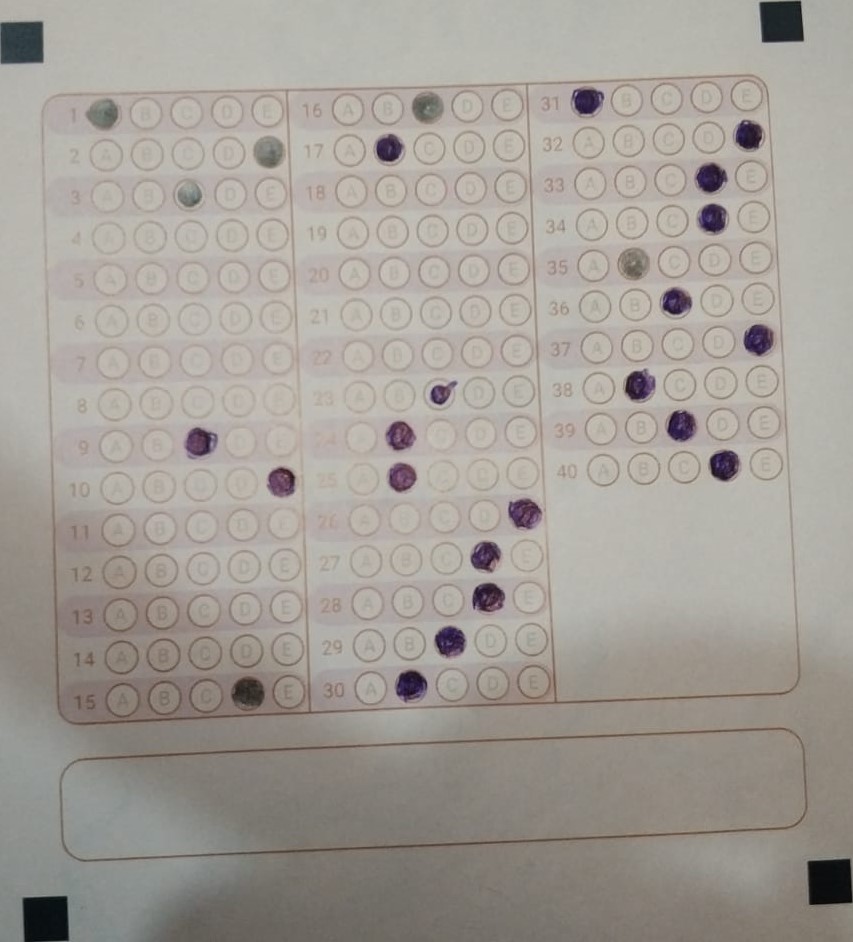 1 B C D E
2 A B C D
3 A B D E
4 A B C D E
5 A B C D E
6 A B C D E
7 A B C D E
8 A B C D E
9 A B D E
10 A B C D
11 A B C D E
12 A B C D E
13 A B C D E
14 A B C D E
15 A B C E
16 A B D E
17 A C D E
18 A B C D E
19 A B C D E
20 A B C D E
21 A B C D E
22 A B C D E
23 A B D E
24 A C D E
25 A C D E
26 A B C D
27 A B C E
28 A B C E
29 A B D E
30 A C D E
31 B C D E
32 A B C D
33 A B C E
34 A B C E
35 A C D E
36 A B D E
37 A B C D
38 A C D E
39 A B D E
40 A B C E